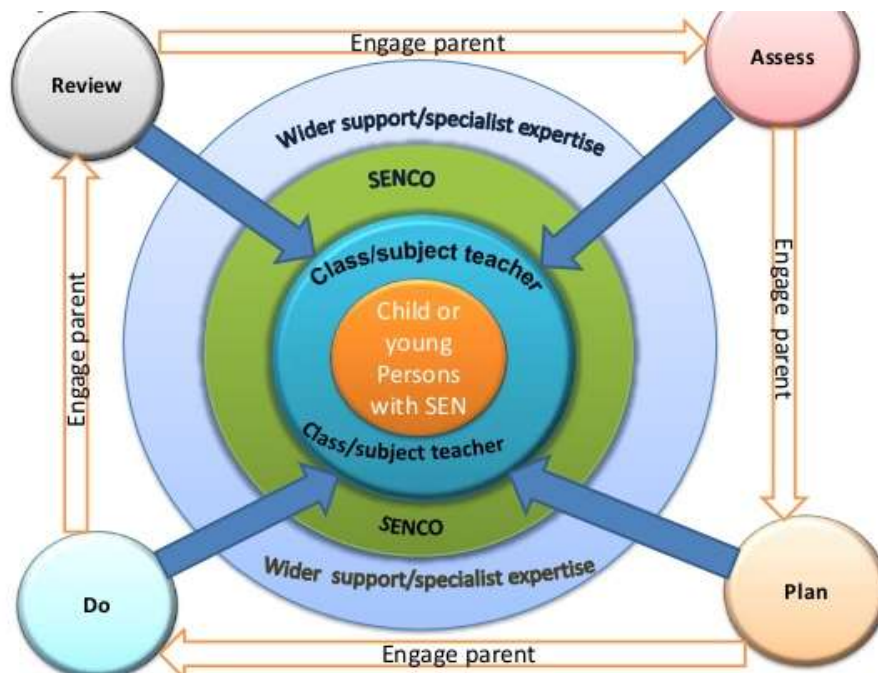 Engage parent
Review
Assess
Wider support/specialist expertise
SENCO
Class/subject teacher
Child or
young
Persons
with SEN
Class/subject teacher
SENCO
Wider support/specialist expertise
Engage parent
Engage parent
Do
Plan
Engage parent